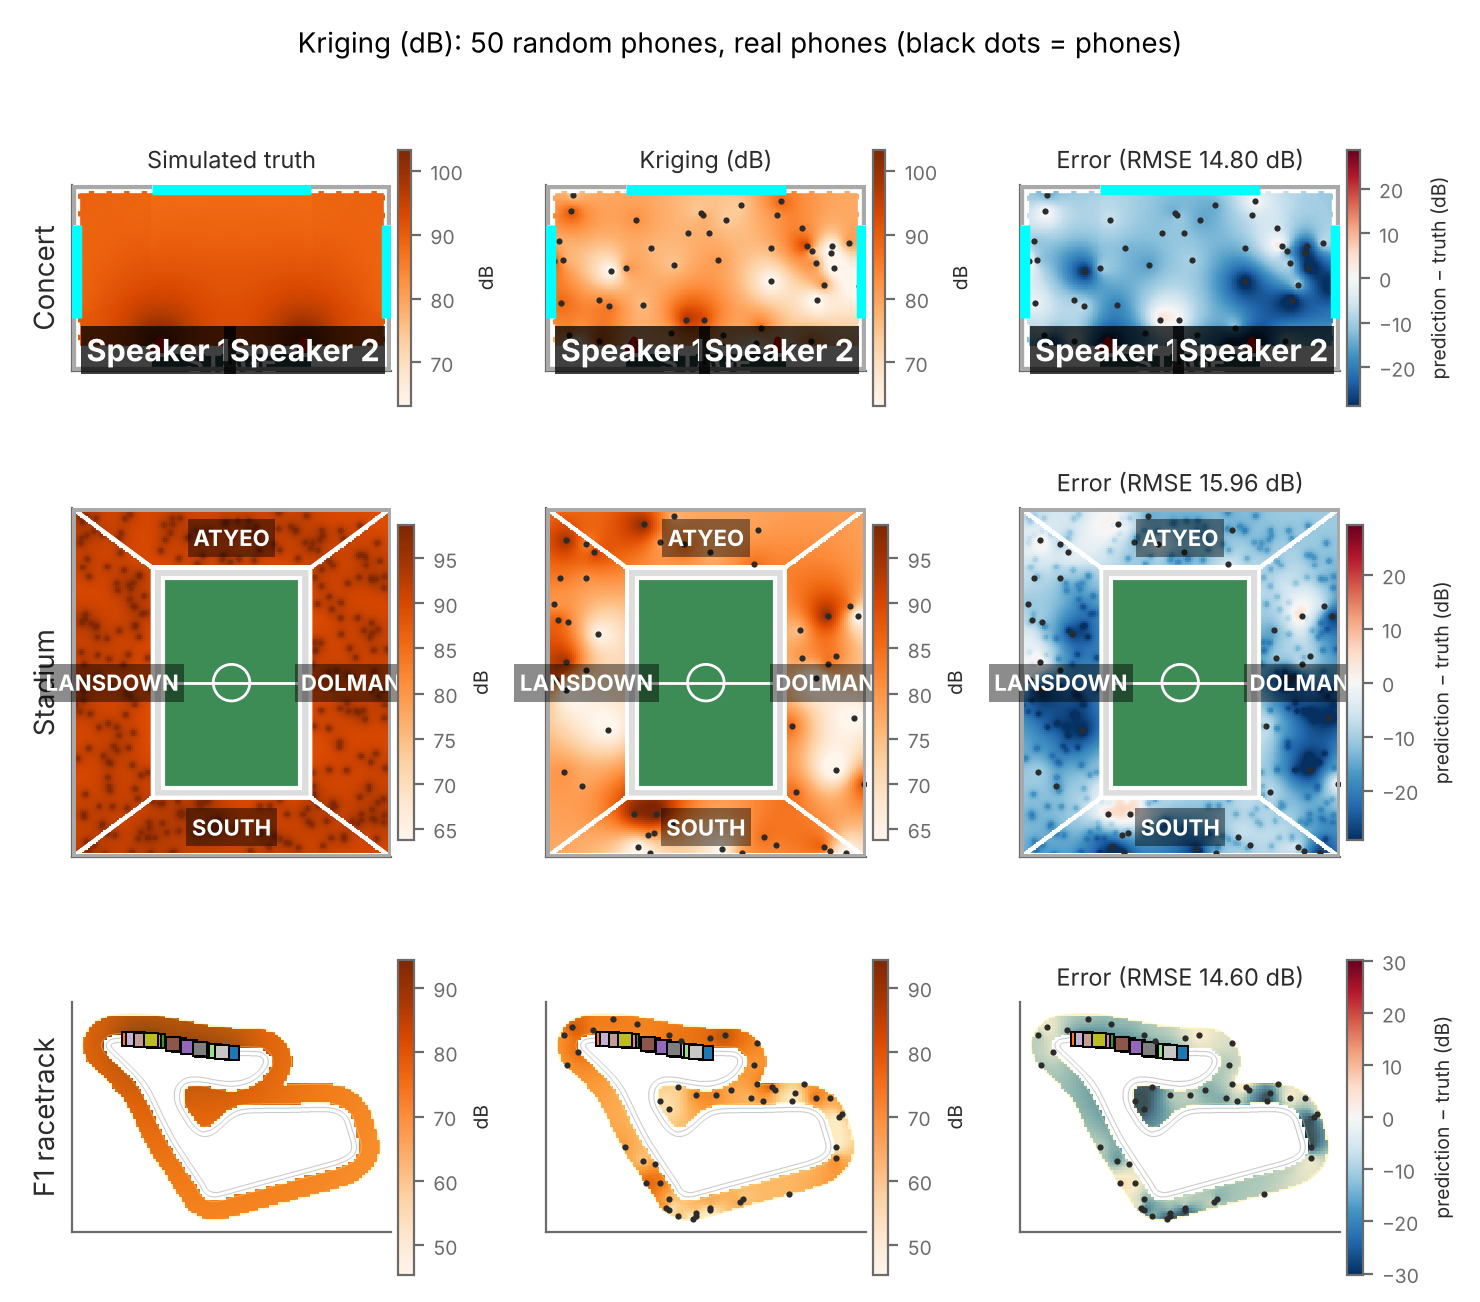 Kriging (dB): 50 random phones, real phones (black dots = phones)
Simulated truth
Kriging (dB)
Error (RMSE 14.80 dB)
Concert
Speaker 1
Speaker 2
100
90
80
70
dB
Speaker 1
Speaker 2
100
90
80
70
dB
Speaker 1
Speaker 2
20
10
0
−10
−20
prediction − truth (dB)
Error (RMSE 15.96 dB)
Stadium
ATYEO
LANSDOWN
DOLMAN
SOUTH
95
90
85
80
75
70
65
dB
ATYEO
LANSDOWN
DOLMAN
SOUTH
95
90
85
80
75
70
65
dB
ATYEO
LANSDOWN
DOLMAN
SOUTH
20
10
0
−10
−20
prediction − truth (dB)
Error (RMSE 14.60 dB)
F1 racetrack
90
80
70
60
50
dB
90
80
70
60
50
dB
30
20
10
0
−10
−20
−30
prediction − truth (dB)